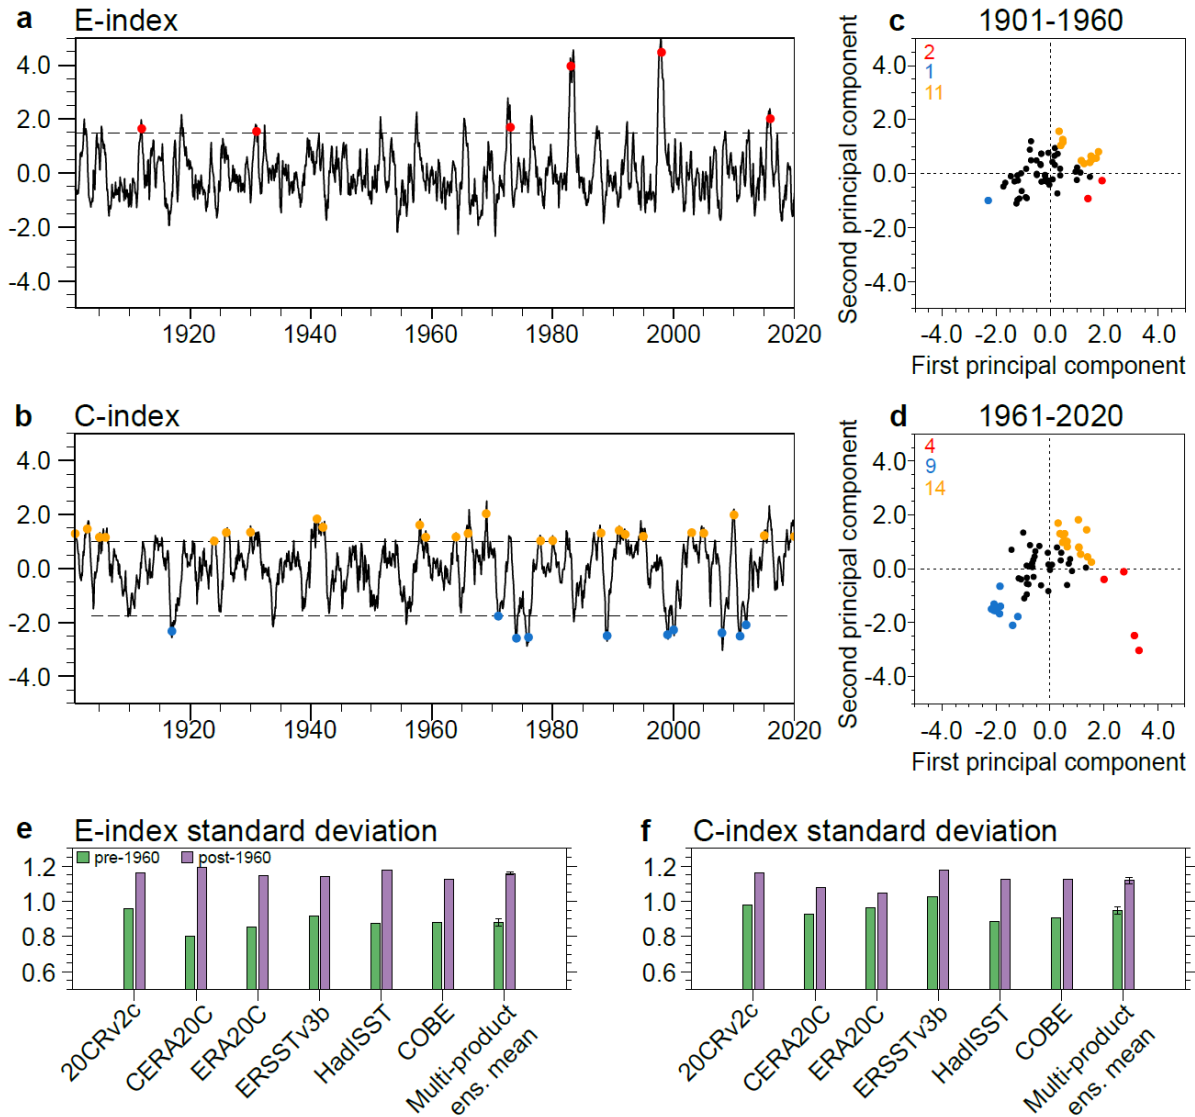 a E-index
4.0
2.0
0.0
-2.0
-4.0
1920 1940 1960 1980 2000 2020
c 1901-1960
Second principal component
4.0
2.0
0.0
-2.0
-4.0
2
1
11
-4.0 -2.0 0.0 2.0 4.0
First principal component
b C-index
4.0
2.0
0.0
-2.0
-4.0
1920 1940 1960 1980 2000 2020
d 1961-2020
Second principal component
4.0
2.0
0.0
-2.0
-4.0
4
9
14
-4.0 -2.0 0.0 2.0 4.0
First principal component
e E-index standard deviation
pre-1960 post-1960
1.2
1.0
0.8
0.6
20CRv2c
CERA20C
ERA20C
ERSSTv3b
HadISST
COBE
Multi-product
ens. mean
f C-index standard deviation
1.2
1.0
0.8
0.6
20CRv2c
CERA20C
ERA20C
ERSSTv3b
HadISST
COBE
Multi-product
ens. mean